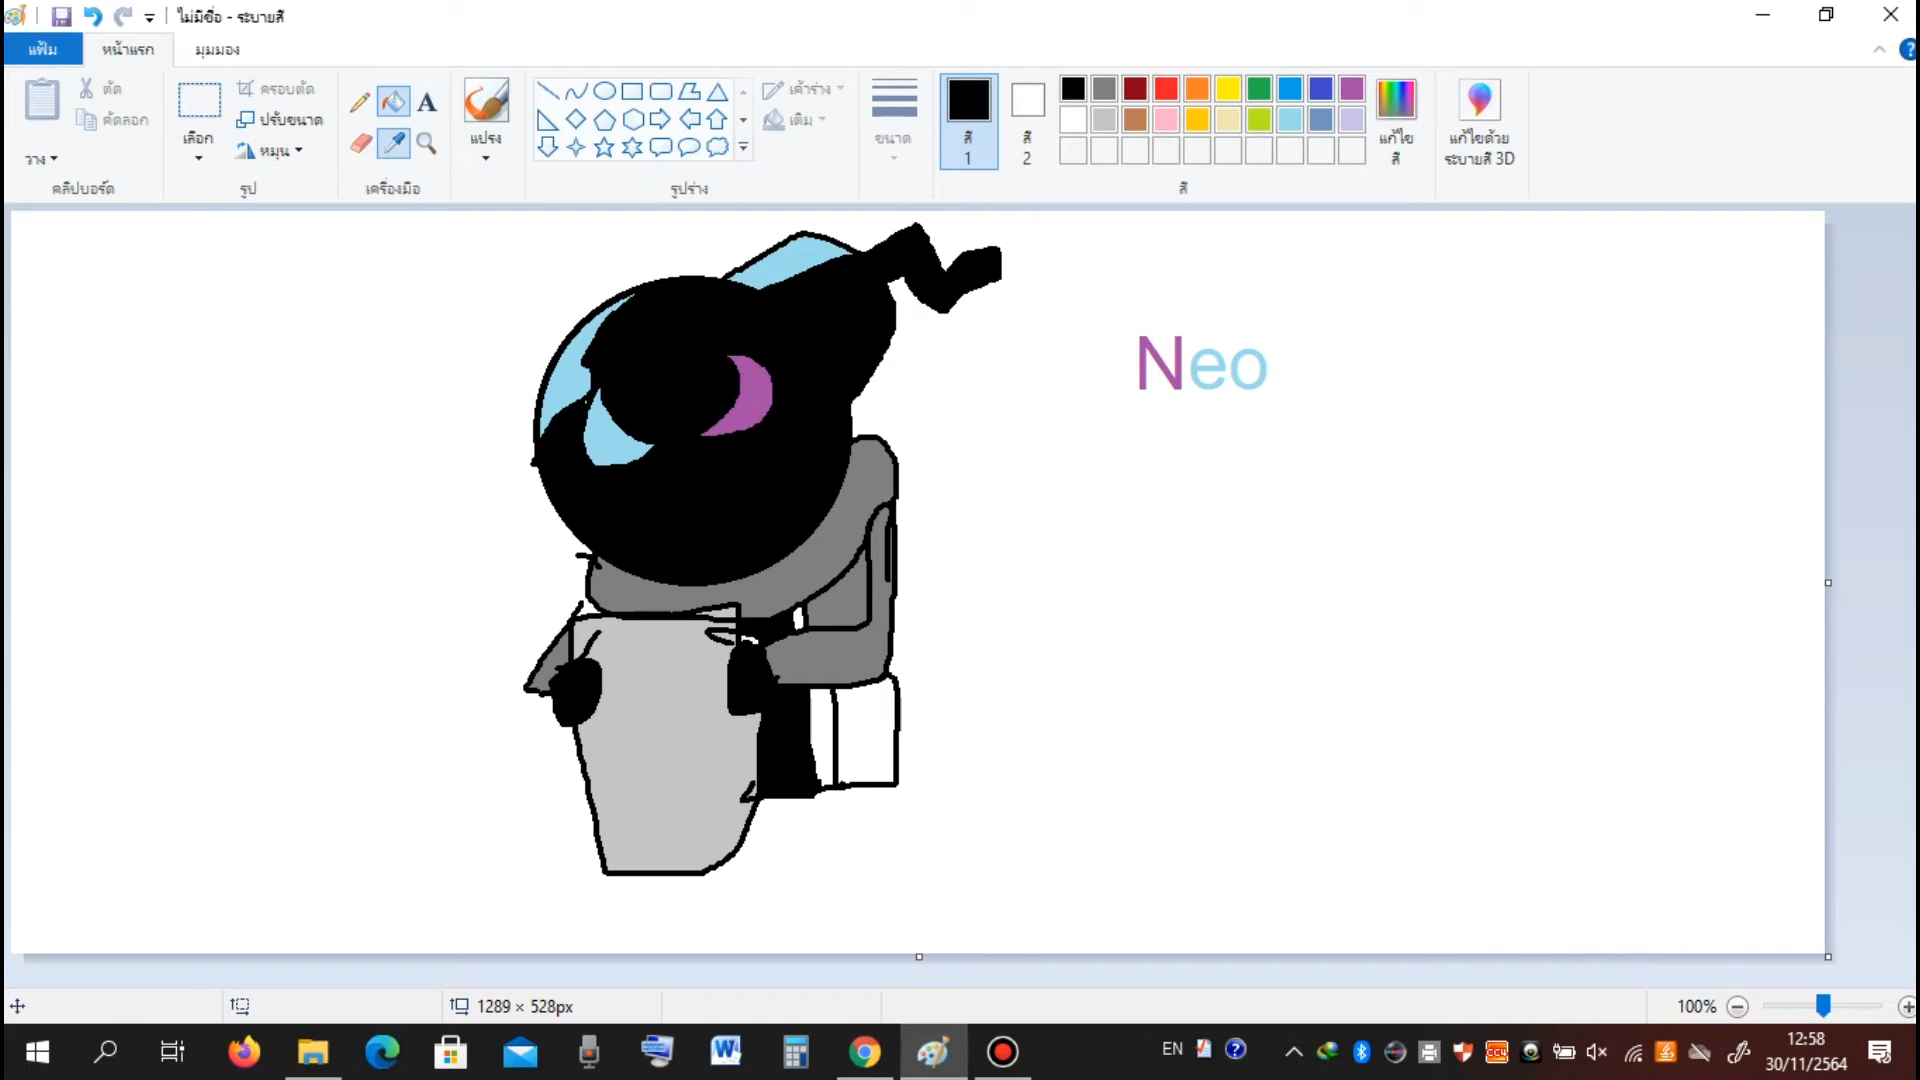 ไม่มีชื่อ - ระบายสี
แฟ้ม หน้าแรก มุมมอง
วาง
ตัด
คัดลอก
คลิปบอร์ด
เลือก
ครอบตัด
ปรับขนาด
หมุน
รูป
A
เครื่องมือ
แปรง
เค้าร่าง
เติม
รูปร่าง
ขนาด
สี
1
สี
2
แก้ไข
สี
สี
แก้ไขด้วย
ระบายสี 3D
Neo
1289 × 528px
100%
EN
12:58
30/11/2564